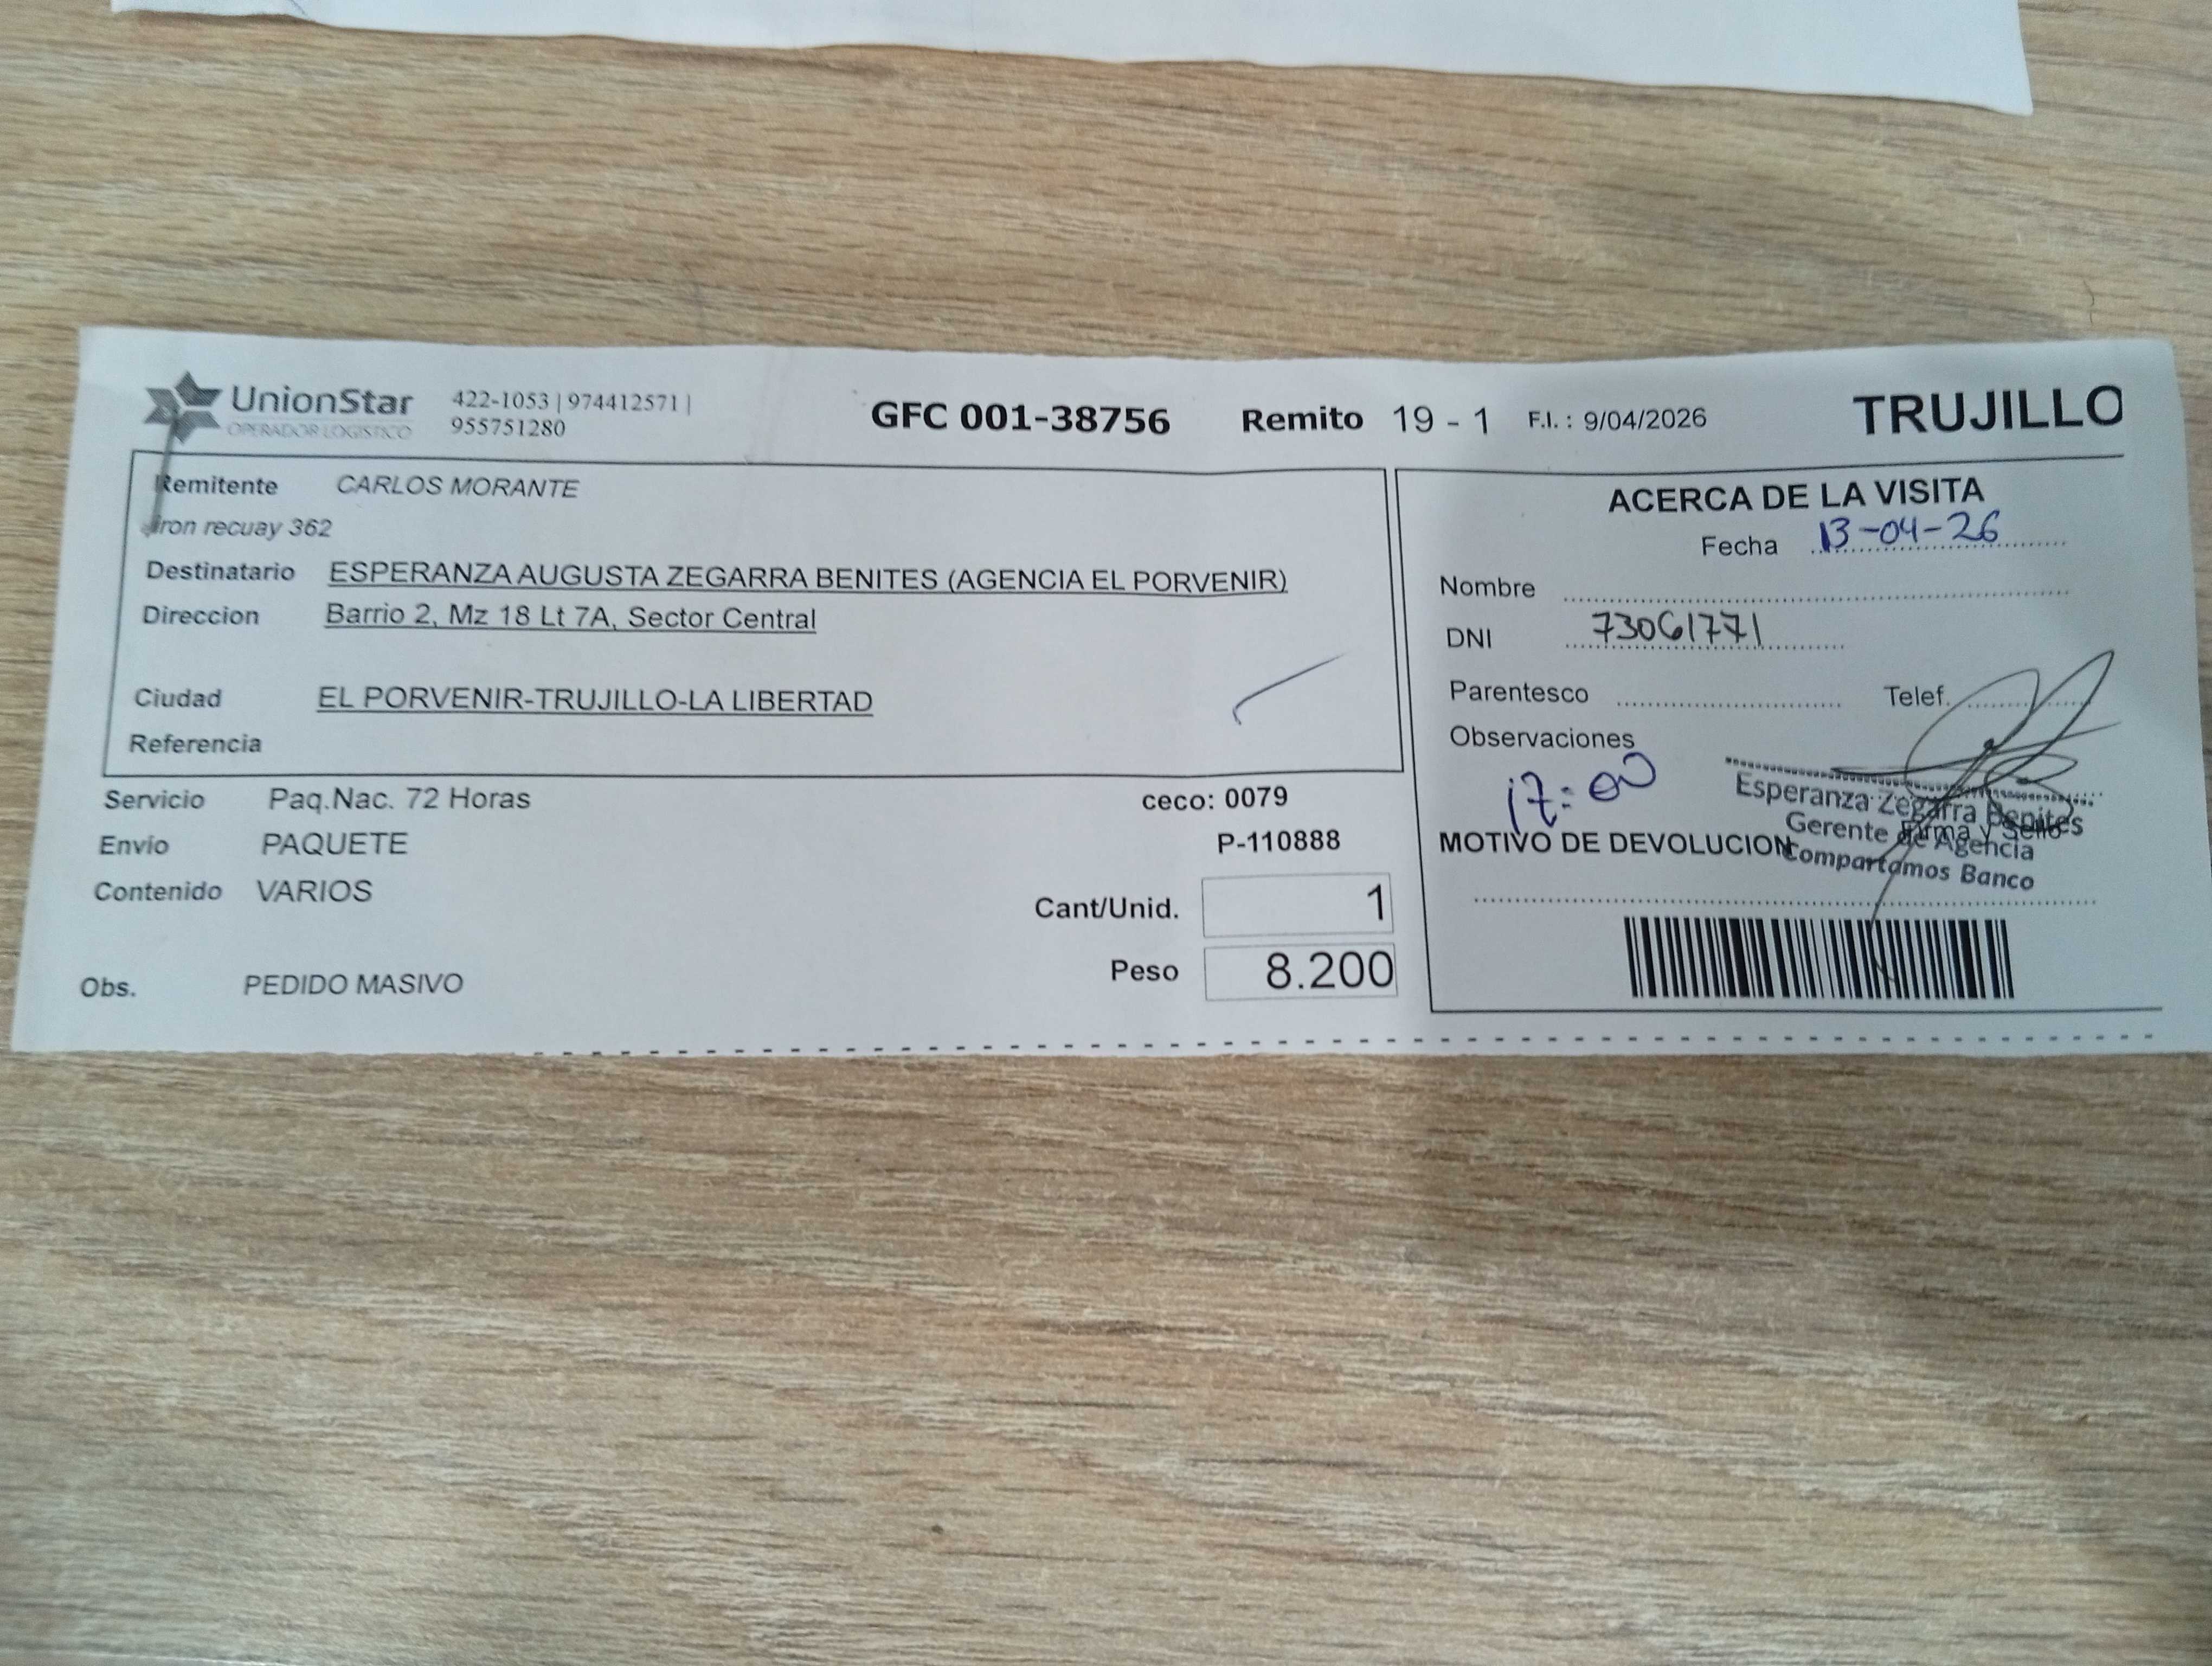 UnionStar
OPERADOR LOGISTICO
422-1053 | 974412571 |
955751280
GFC 001-38756
Remito 19 - 1
F.I. : 9/04/2026
TRUJILLO
Remitente CARLOS MORANTE
jiron recuay 362
Destinatario ESPERANZA AUGUSTA ZEGARRA BENITES (AGENCIA EL PORVENIR)
Direccion Barrio 2, Mz 18 Lt 7A, Sector Central
Ciudad EL PORVENIR-TRUJILLO-LA LIBERTAD
Referencia
Servicio Paq.Nac. 72 Horas
Envío PAQUETE
Contenido VARIOS
Obs. PEDIDO MASIVO
ceco: 0079
P-110888
Cant/Unid. 1
Peso 8.200
ACERCA DE LA VISITA
Fecha 13-04-26
Nombre
DNI 73061771
Parentesco
Telef.
Observaciones
17:00
Esperanza Zegarra Benites
Firma y Sello
Gerente de Agencia
Compartamos Banco
MOTIVO DE DEVOLUCION